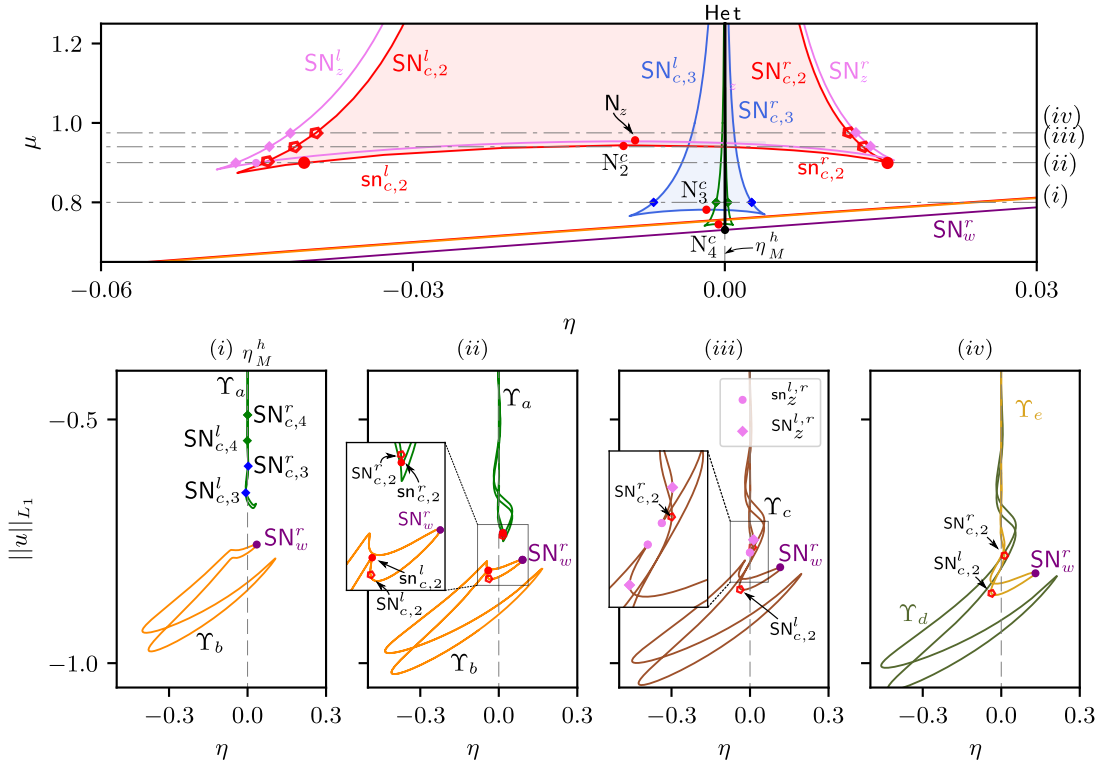 Het
1.2
1.0
0.8
μ
SN^l_z
SN^l_{c,2}
SN^l_{c,3}
SN^r_{c,3}
SN^r_{c,2}
SN^r_z
N_z
N^c_2
N^c_3
N^c_4
sn^l_{c,2}
sn^r_{c,2}
SN^r_w
η^h_M
(iv)
(iii)
(ii)
(i)
−0.06
−0.03
0.00
0.03
η
(i)
η^h_M
Υ_a
SN^r_{c,4}
SN^l_{c,4}
SN^r_{c,3}
SN^l_{c,3}
SN^r_w
Υ_b
−0.5
−1.0
||u||_{L_1}
−0.3
0.0
0.3
η
(ii)
Υ_a
SN^r_{c,2}
sn^r_{c,2}
SN^r_w
sn^l_{c,2}
SN^l_{c,2}
SN^r_w
Υ_b
−0.3
0.0
0.3
η
(iii)
sn^{l,r}_z
SN^{l,r}_z
SN^r_{c,2}
Υ_c
SN^r_w
SN^l_{c,2}
−0.3
0.0
0.3
η
(iv)
Υ_e
SN^r_{c,2}
SN^l_{c,2}
SN^r_w
Υ_d
−0.3
0.0
0.3
η